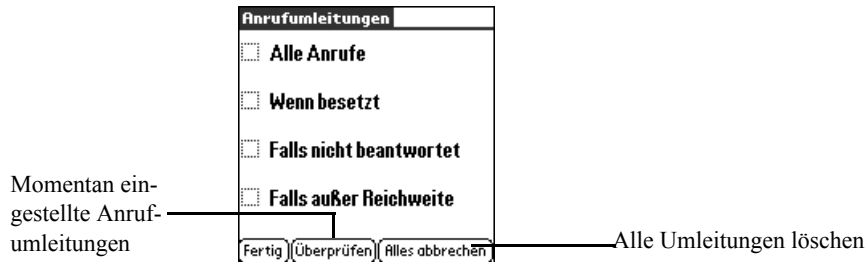 Anrufumleitungen
Alle Anrufe
Wenn besetzt
Falls nicht beantwortet
Falls außer Reichweite
Momentan ein-
gestellte Anruf-
umleitungen
Fertig Überprüfen Alles abbrechen
Alle Umleitungen löschen